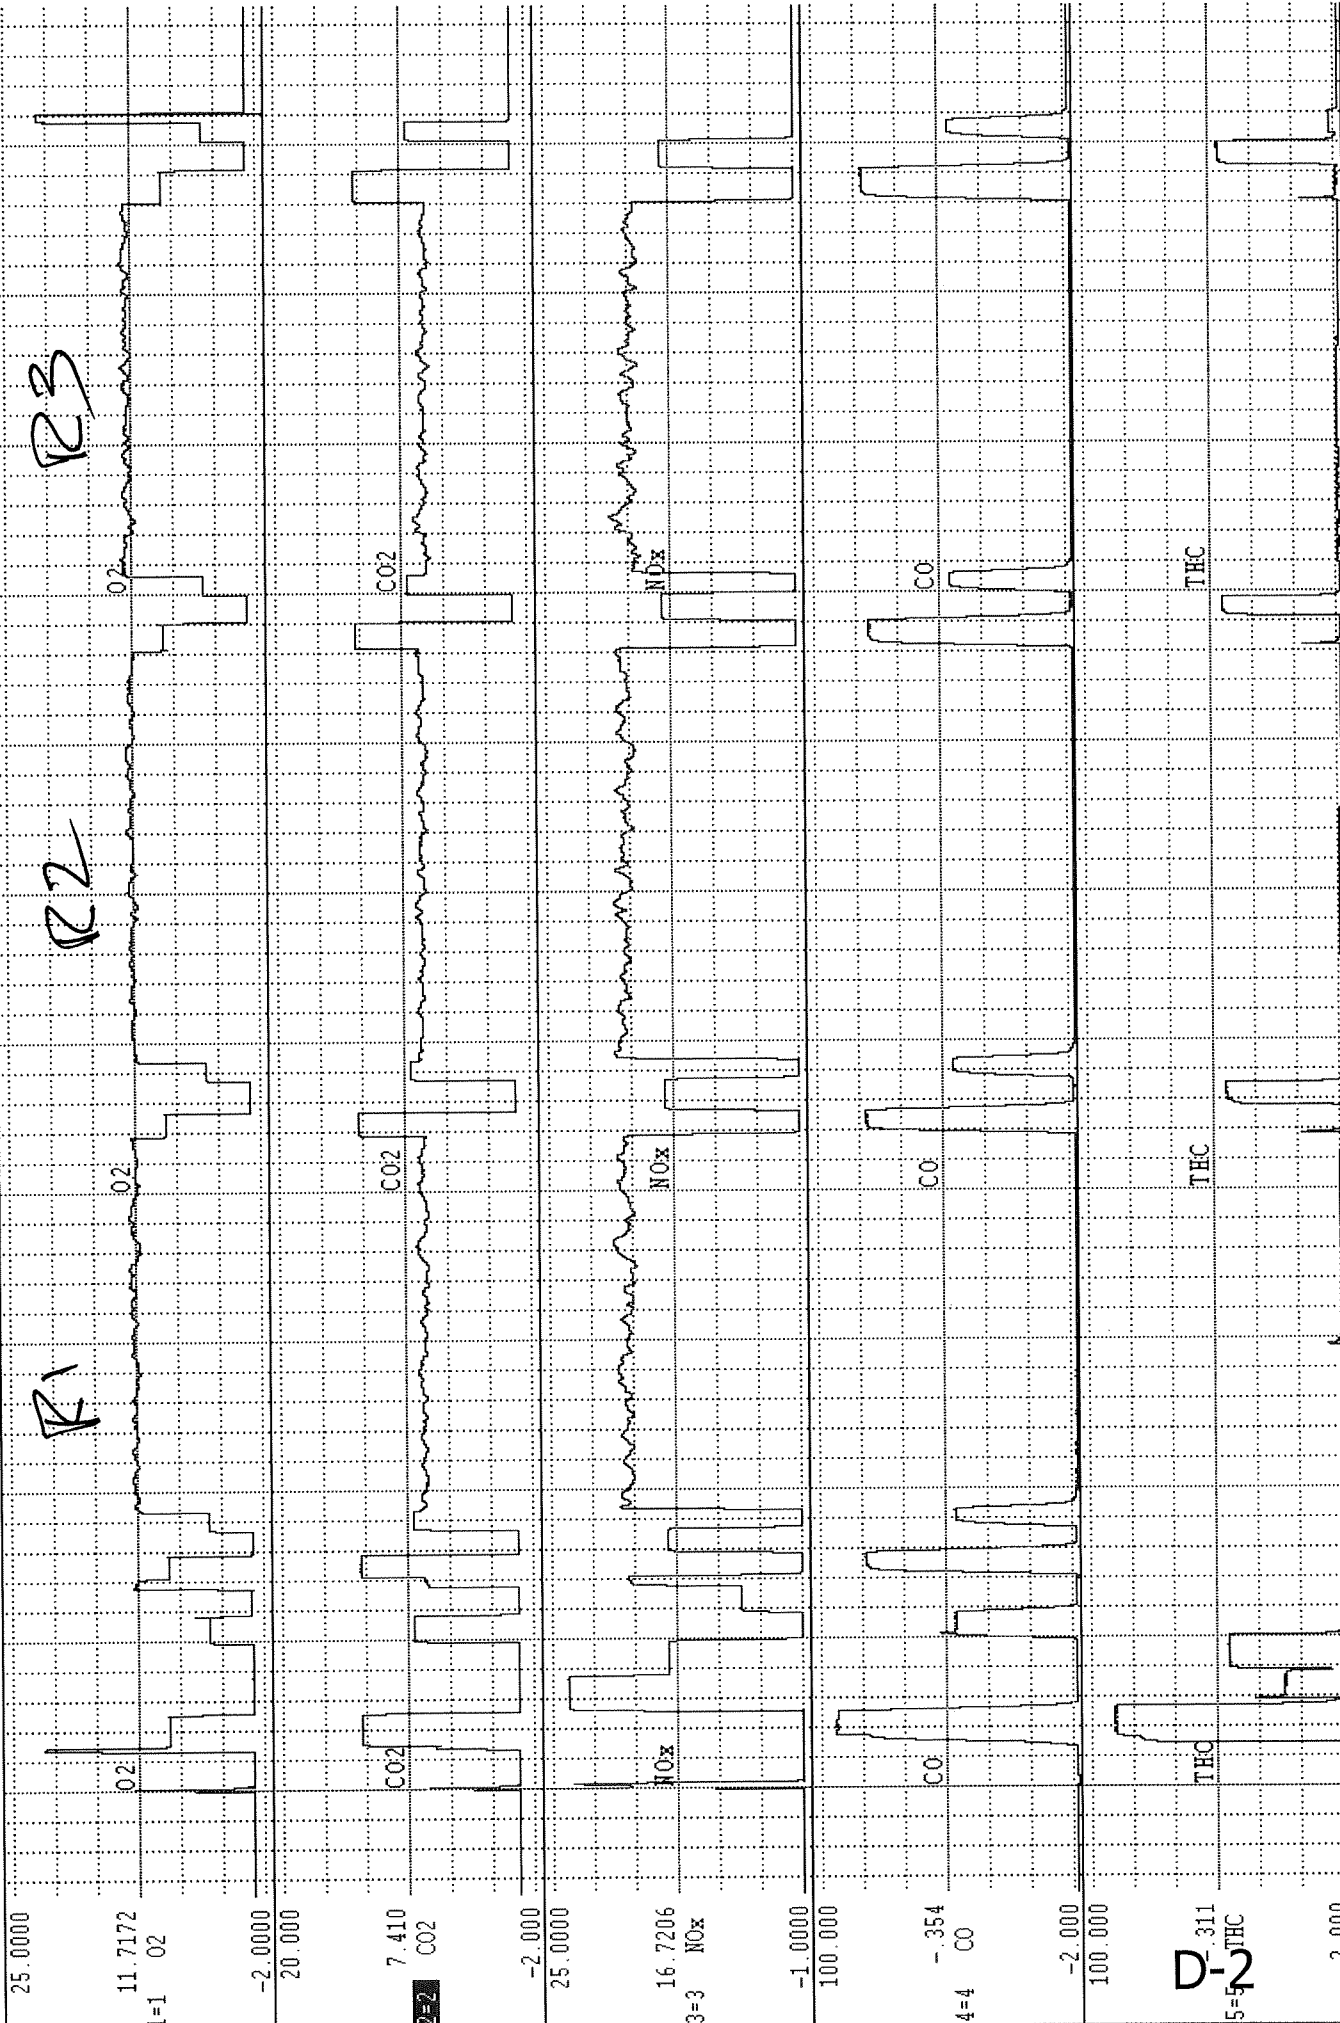 25.0000
R1 R2 R3
11.7172 O2 O2 O2
1=1 O2
-2.0000
20.000
7.410 CO2 CO2 CO2
2=2 CO2
-2.000
25.0000
16.7206 NOx NOx NOx
3=3 NOx
-1.0000
100.000
-.354 CO CO CO
4=4 CO
-2.000
100.000
-.311 THC THC THC
5=5 THC
D-2